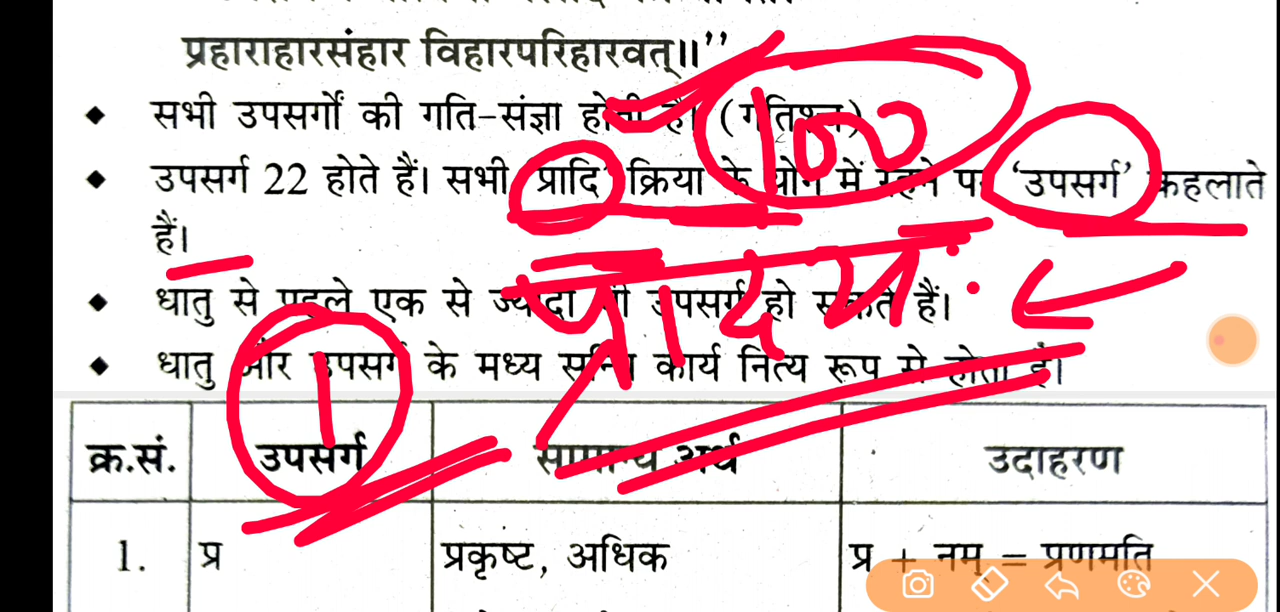 प्रहाराहारसंहार विहारपरिहारवत्॥’’
◆ सभी उपसर्गों की गति-संज्ञा होती है। (गतिश्च)
100
◆ उपसर्ग 22 होते हैं। सभी प्रादि क्रिया के योग में रहने पर ‘उपसर्ग’ कहलाते
हैं।
प्रादयः
◆ धातु से पहले एक से ज्यादा भी उपसर्ग हो सकते हैं।
◆ धातु और उपसर्ग के मध्य सन्धि कार्य नित्य रूप से होता है।
1
क्र.सं. उपसर्ग सामान्य अर्थ उदाहरण
1. प्र प्रकृष्ट, अधिक प्र + नम् = प्रणमति